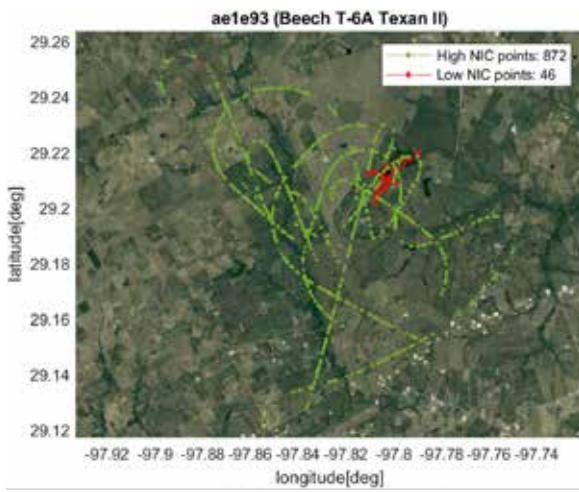 ae1e93 (Beech T-6A Texan II)
High NIC points: 872
Low NIC points: 46
29.26
29.24
29.22
29.2
29.18
29.16
29.14
29.12
latitude[deg]
-97.92 -97.9 -97.88 -97.86 -97.84 -97.82 -97.8 -97.78 -97.76 -97.74
longitude[deg]